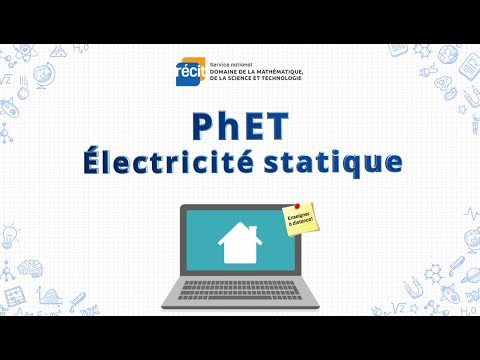 récit
Service national
DOMAINE DE LA MATHÉMATIQUE,
DE LA SCIENCE ET TECHNOLOGIE
PhET
Électricité statique
Enseigner
à distance!